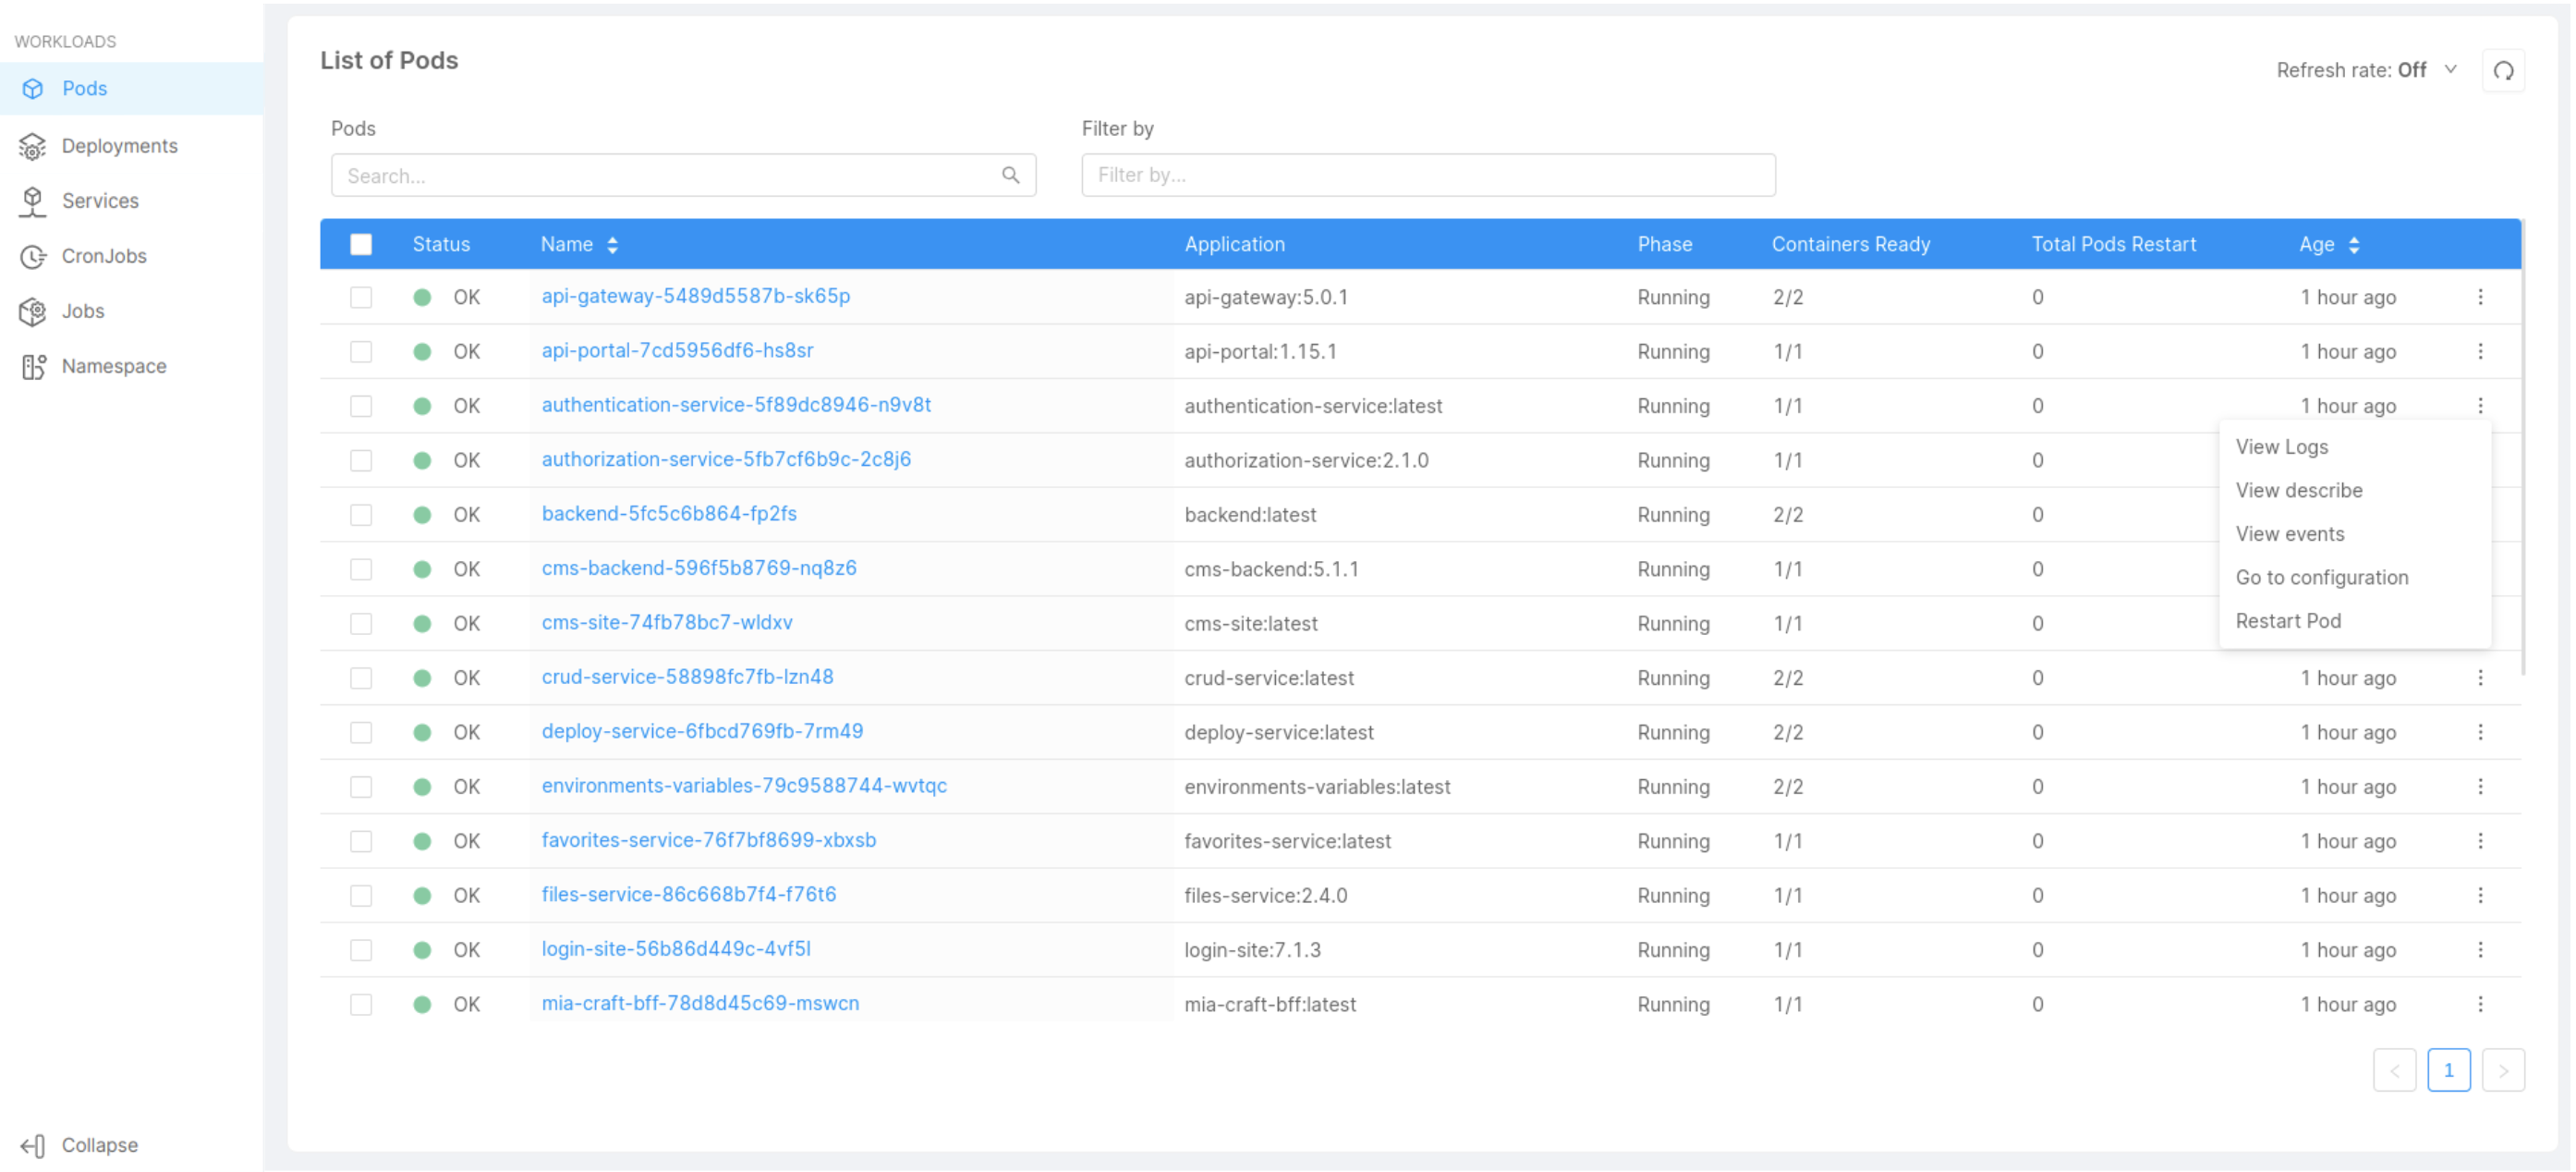 WORKLOADS
Pods
Deployments
Services
CronJobs
Jobs
Namespace
Collapse
List of Pods
Refresh rate: Off
Pods
Filter by
Search...
Filter by...
Status Name Application Phase Containers Ready Total Pods Restart Age
OK api-gateway-5489d5587b-sk65p api-gateway:5.0.1 Running 2/2 0 1 hour ago
OK api-portal-7cd5956df6-hs8sr api-portal:1.15.1 Running 1/1 0 1 hour ago
OK authentication-service-5f89dc8946-n9v8t authentication-service:latest Running 1/1 0 1 hour ago
OK authorization-service-5fb7cf6b9c-2c8j6 authorization-service:2.1.0 Running 1/1 0
OK backend-5fc5c6b864-fp2fs backend:latest Running 2/2 0
OK cms-backend-596f5b8769-nq8z6 cms-backend:5.1.1 Running 1/1 0
OK cms-site-74fb78bc7-wldxv cms-site:latest Running 1/1 0
View Logs
View describe
View events
Go to configuration
Restart Pod
OK crud-service-58898fc7fb-lzn48 crud-service:latest Running 2/2 0 1 hour ago
OK deploy-service-6fbcd769fb-7rm49 deploy-service:latest Running 2/2 0 1 hour ago
OK environments-variables-79c9588744-wvtqc environments-variables:latest Running 2/2 0 1 hour ago
OK favorites-service-76f7bf8699-xbxsb favorites-service:latest Running 1/1 0 1 hour ago
OK files-service-86c668b7f4-f76t6 files-service:2.4.0 Running 1/1 0 1 hour ago
OK login-site-56b86d449c-4vf5l login-site:7.1.3 Running 1/1 0 1 hour ago
OK mia-craft-bff-78d8d45c69-mswcn mia-craft-bff:latest Running 1/1 0 1 hour ago
1